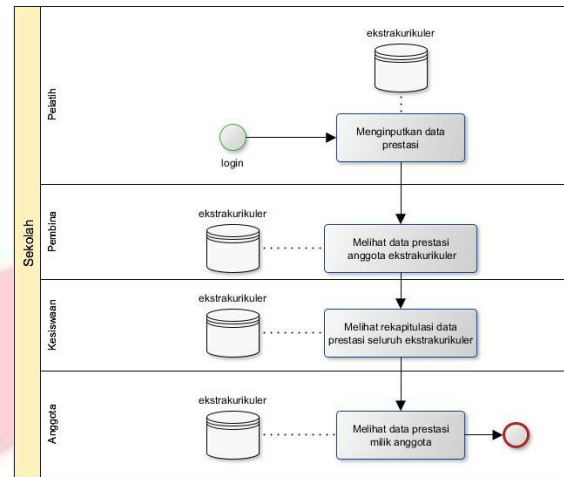 Sekolah
Pelatih
ekstrakurikuler
login
Menginputkan data
prestasi
Pembina
ekstrakurikuler
Melihat data prestasi
anggota ekstrakurikuler
Kesiswaan
ekstrakurikuler
Melihat rekapitulasi data
prestasi seluruh ekstrakurikuler
Anggota
ekstrakurikuler
Melihat data prestasi
milik anggota